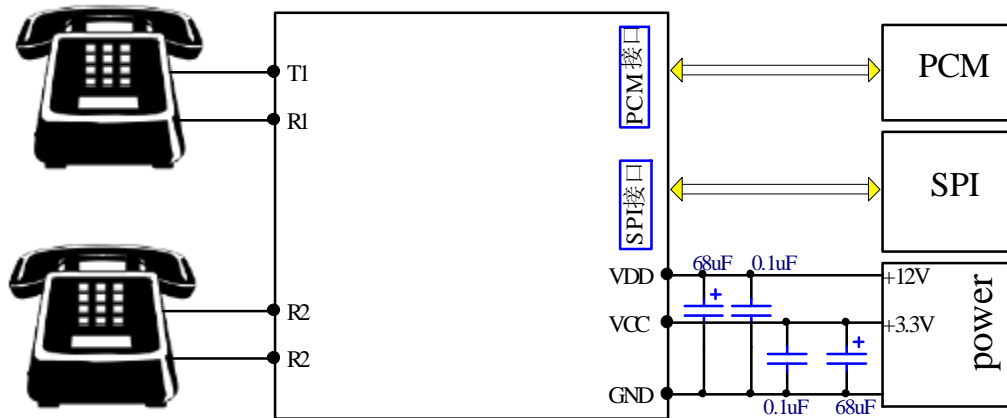 T1
R1
R2
R2
PCM接口
SPI接口
VDD
VCC
GND
68uF
+
0.1uF
0.1uF
+
68uF
PCM
SPI
+12V
+3.3V
power